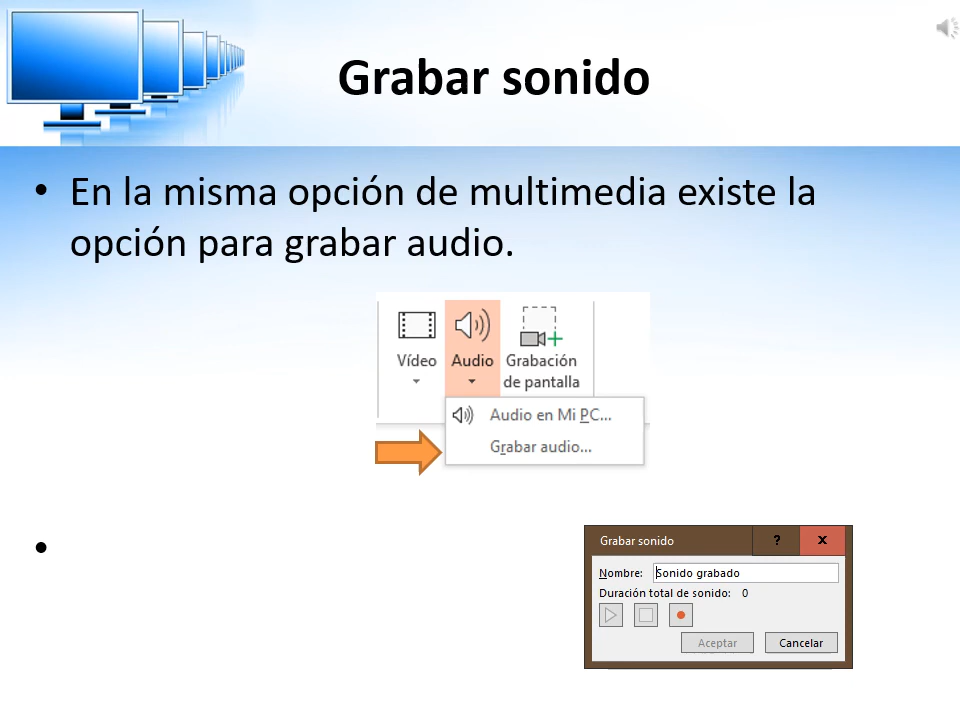 Grabar sonido
• En la misma opción de multimedia existe la
opción para grabar audio.
Vídeo Audio Grabación
de pantalla
Audio en Mi PC...
Grabar audio...
•
Grabar sonido ? x
Nombre: Sonido grabado
Duración total de sonido: 0
Aceptar Cancelar